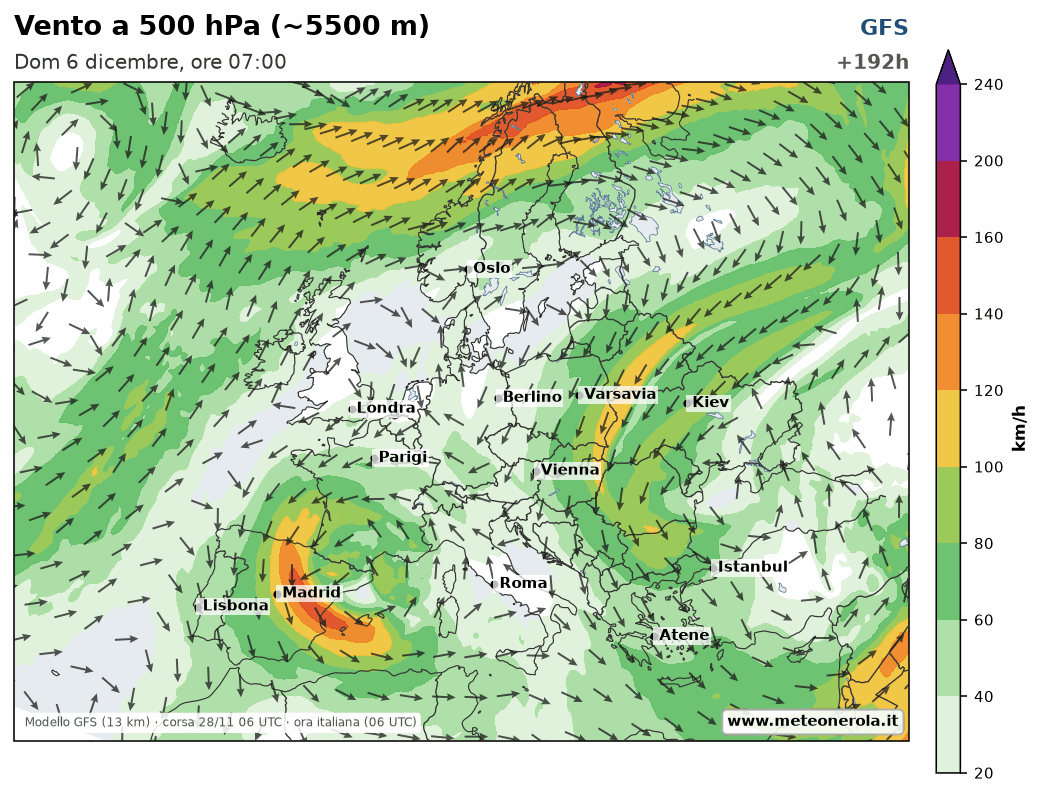 Vento a 500 hPa (~5500 m)
GFS
Dom 6 dicembre, ore 07:00
+192h
240
200
160
140
120
100
80
60
40
20
km/h
Oslo
Berlino
Varsavia
Kiev
Londra
Parigi
Vienna
Istanbul
Roma
Madrid
Lisbona
Atene
Modello GFS (13 km) · corsa 28/11 06 UTC · ora italiana (06 UTC)
www.meteonerola.it